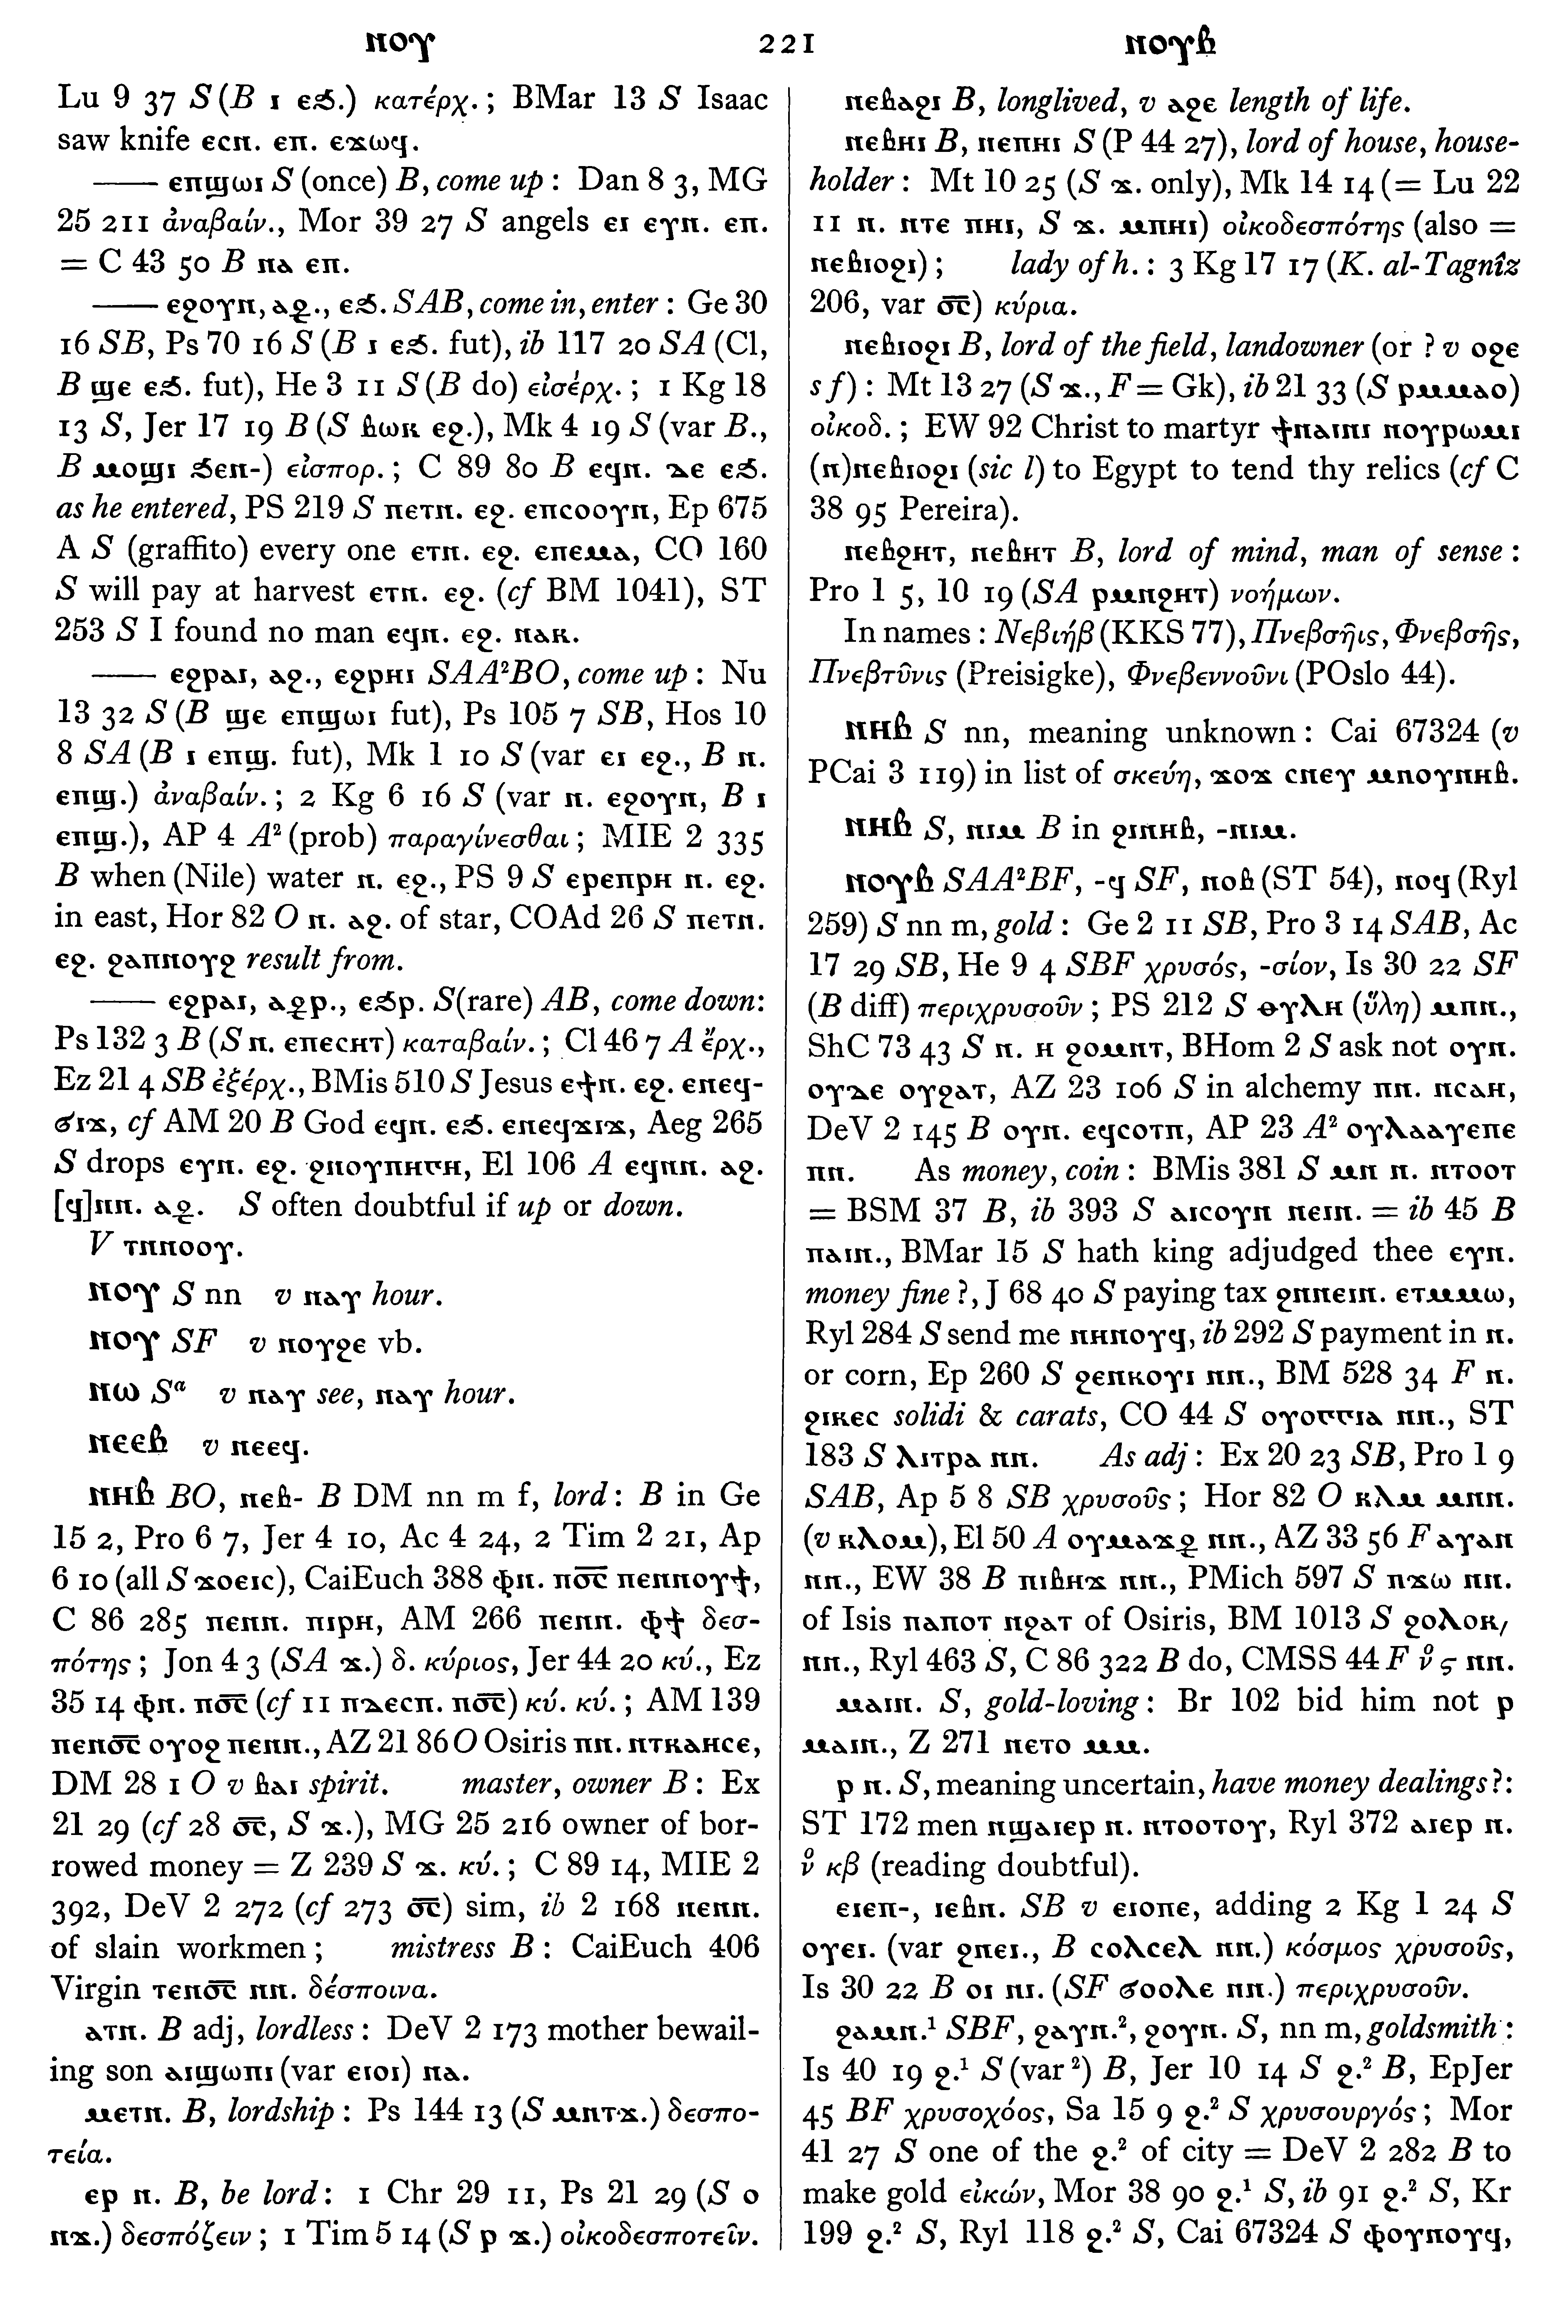 ⲛⲟⲩ 221 ⲛⲟⲩⲃ
Lu 9 37 S (B ⲓ ⲉϧ.) κατέρχ. ; BMar 13 S Isaac
saw knife ⲉⲥⲛ. ⲉⲡ. ⲉϫⲱϥ.
—— ⲉⲡϣⲱⲓ S (once) B, come up : Dan 8 3, MG
25 211 ἀναβαίν., Mor 39 27 S angels ⲉⲓ ⲉⲩⲛ. ⲉⲡ.
= C 43 50 B ⲛⲁ ⲉⲡ.
—— ⲉϩⲟⲩⲛ, ⲁϩ., ⲉϧ. SAB, come in, enter : Ge 30
16 SB, Ps 70 16 S (B ⲓ ⲉϧ. fut), ib 117 20 SA (Cl,
B ϣⲉ ⲉϧ. fut), He 3 11 S (B do) εἰσέρχ. ; 1 Kg 18
13 S, Jer 17 19 B (S ⲃⲱⲕ ⲉϩ.), Mk 4 19 S (var B.,
B ⲙⲟϣⲓ ϧⲉⲛ-) εἰσπορ. ; C 89 80 B ⲉϥⲛ. ⲇⲉ ⲉϧ.
as he entered, PS 219 S ⲡⲉⲧⲛ. ⲉϩ. ⲉⲡⲥⲟⲟⲩⲛ, Ep 675
A S (graffito) every one ⲉⲧⲛ. ⲉϩ. ⲉⲡⲉⲙⲁ, CO 160
S will pay at harvest ⲉⲧⲛ. ⲉϩ. (cf BM 1041), ST
253 S I found no man ⲉϥⲛ. ⲉϩ. ⲛⲁⲕ.
—— ⲉϩⲣⲁⲓ, ⲁϩ., ⲉϩⲣⲏⲓ SAA²BO, come up : Nu
13 32 S (B ϣⲉ ⲉⲡϣⲱⲓ fut), Ps 105 7 SB, Hos 10
8 SA (B ⲓ ⲉⲡϣ. fut), Mk 1 10 S (var ⲉⲓ ⲉϩ., B ⲛ.
ⲉⲡϣ.) ἀναβαίν. ; 2 Kg 6 16 S (var ⲛ. ⲉϩⲟⲩⲛ, B ⲓ
ⲉⲡϣ.), AP 4 A² (prob) παραγίνεσθαι ; MIE 2 335
B when (Nile) water ⲛ. ⲉϩ., PS 9 S ⲉⲣⲉⲡⲣⲏ ⲛ. ⲉϩ.
in east, Hor 82 O ⲛ. ⲁϩ. of star, COAd 26 S ⲡⲉⲧⲛ.
ⲉϩ. ϩⲁⲡⲛⲟⲩϩ result from.
—— ⲉϩⲣⲁⲓ, ⲁϩⲣ., ⲉϧⲣ. S(rare) AB, come down:
Ps 132 3 B (S ⲛ. ⲉⲡⲉⲥⲏⲧ) καταβαίν. ; Cl 46 7 A ἔρχ.,
Ez 21 4 SB ἐξέρχ., BMis 510 S Jesus ⲉϯⲛ. ⲉϩ. ⲉⲡⲉϥ-
ϭⲓϫ, cf AM 20 B God ⲉϥⲛ. ⲉϧ. ⲉⲛⲉϥϫⲓϫ, Aeg 265
S drops ⲉⲩⲛ. ⲉϩ. ϩⲛⲟⲩⲡⲏⲅⲏ, El 106 A ⲉϥⲛⲛ. ⲁϩ.
[ϥ]ⲛⲛ. ⲁϩ. S often doubtful if up or down.
V ⲧⲛⲛⲟⲟⲩ.
ⲛⲟⲩ S nn v ⲛⲁⲩ hour.
ⲛⲟⲩ SF v ⲛⲟⲩϩⲉ vb.
ⲛⲱ Sᵃ v ⲛⲁⲩ see, ⲛⲁⲩ hour.
ⲛⲉⲉⲃ v ⲛⲉⲉϥ.
ⲛⲏⲃ BO, ⲛⲉⲃ- B DM nn m f, lord : B in Ge
15 2, Pro 6 7, Jer 4 10, Ac 4 24, 2 Tim 2 21, Ap
6 10 (all S ϫⲟⲉⲓⲥ), CaiEuch 388 ⲫⲛ. ⲡϭ̅ⲥ̅ ⲡⲉⲛⲛⲟⲩϯ,
C 86 285 ⲡⲉⲛⲛ. ⲡⲓⲣⲏ, AM 266 ⲡⲉⲛⲛ. ⲫϯ δεσ-
πότης ; Jon 4 3 (SA ϫ.) δ. κύριος, Jer 44 20 κύ., Ez
35 14 ⲫⲛ. ⲡϭ̅ⲥ̅ (cf 11 ⲡϫⲉⲥⲛ. ⲡϭ̅ⲥ̅) κύ. κύ. ; AM 139
ⲡⲉⲛϭ̅ⲥ̅ ⲟⲩⲟϩ ⲡⲉⲛⲛ., AZ 21 86 O Osiris ⲡⲛ. ⲛⲧⲕⲁⲏⲥⲉ,
DM 28 1 O v ⲃⲁⲓ spirit. master, owner B : Ex
21 29 (cf 28 ϭ̅ⲥ̅, S ϫ.), MG 25 216 owner of bor-
rowed money = Z 239 S ϫ. κύ. ; C 89 14, MIE 2
392, DeV 2 272 (cf 273 ϭ̅ⲥ̅) sim, ib 2 168 ⲡⲉⲛⲛ.
of slain workmen ; mistress B : CaiEuch 406
Virgin ⲧⲉⲛϭ̅ⲥ̅ ⲛⲛ. δέσποινα.
ⲁⲧⲛ. B adj, lordless : DeV 2 173 mother bewail-
ing son ⲁⲓϣⲱⲡⲓ (var ⲉⲓⲟⲓ) ⲛⲁ.
ⲙⲉⲧⲛ. B, lordship : Ps 144 13 (S ⲙⲛⲧϫ.) δεσπο-
τεία.
ⲉⲣ ⲛ. B, be lord : 1 Chr 29 11, Ps 21 29 (S ⲟ
ⲛϫ.) δεσπόζειν ; 1 Tim 5 14 (S ⲣ ϫ.) οἰκοδεσποτεῖν.
ⲛⲉⲃⲁϩⲓ B, longlived, v ⲁϩⲉ length of life.
ⲛⲉⲃⲏⲓ B, ⲛⲉⲡⲏⲓ S (P 44 27), lord of house, house-
holder : Mt 10 25 (S ϫ. only), Mk 14 14 (= Lu 22
11 ⲛ. ⲛⲧⲉ ⲡⲏⲓ, S ϫ. ⲙⲡⲏⲓ) οἰκοδεσπότης (also =
ⲛⲉⲃⲓⲟϩⲓ) ; lady of h. : 3 Kg 17 17 (K. al-Tagnîz
206, var ϭ̅ⲥ̅) κύρια.
ⲛⲉⲃⲓⲟϩⲓ B, lord of the field, landowner (or ? v ⲟϩⲉ
s f) : Mt 13 27 (S ϫ., F = Gk), ib 21 33 (S ⲣⲙⲙⲁⲟ)
οἰκοδ. ; EW 92 Christ to martyr ϯⲛⲁⲓⲛⲓ ⲛⲟⲩⲣⲱⲙⲓ
(ⲛ)ⲛⲉⲃⲓⲟϩⲓ (sic l) to Egypt to tend thy relics (cf C
38 95 Pereira).
ⲛⲉⲃϩⲏⲧ, ⲛⲉⲃⲏⲧ B, lord of mind, man of sense :
Pro 1 5, 10 19 (SA ⲣⲙⲛϩⲏⲧ) νοήμων.
In names : Νεβιήβ (KKS 77), Πνεβσῆις, Φνεβσῆς,
Πνεβτῦνις (Preisigke), Φνεβεννοῦνι (POslo 44).
ⲛⲏⲃ S nn, meaning unknown : Cai 67324 (v
PCai 3 119) in list of σκεύη, ϫⲟϫ ⲥⲛⲉⲩ ⲙⲛⲟⲩⲛⲏⲃ.
ⲛⲏⲃ S, ⲛⲓⲙ B in ϩⲓⲛⲏⲃ, -ⲛⲓⲙ.
ⲛⲟⲩⲃ SAA²BF, -ϥ SF, ⲛⲟⲃ (ST 54), ⲛⲟϥ (Ryl
259) S nn m, gold : Ge 2 11 SB, Pro 3 14 SAB, Ac
17 29 SB, He 9 4 SBF χρυσός, -σίον, Is 30 22 SF
(B diff) περιχρυσοῦν ; PS 212 S ⲑⲩⲗⲏ (ὕλη) ⲙⲡⲛ.,
ShC 73 43 S ⲛ. ⲏ ϩⲟⲙⲛⲧ, BHom 2 S ask not ⲟⲩⲛ.
ⲟⲩⲇⲉ ⲟⲩϩⲁⲧ, AZ 23 106 S in alchemy ⲡⲛ. ⲛⲥⲁⲏ,
DeV 2 145 B ⲟⲩⲛ. ⲉϥⲥⲟⲧⲡ, AP 23 A² ⲟⲩⲗⲁⲁⲩⲉⲡⲉ
ⲛⲛ. As money, coin : BMis 381 S ⲙⲛ ⲛ. ⲛⲧⲟⲟⲧ
= BSM 37 B, ib 393 S ⲁⲓⲥⲟⲩⲛ ⲡⲉⲓⲛ. = ib 45 B
ⲡⲁⲓⲛ., BMar 15 S hath king adjudged thee ⲉⲩⲛ.
money fine ?, J 68 40 S paying tax ϩⲛⲡⲉⲓⲛ. ⲉⲧⲙⲙⲱ,
Ryl 284 S send me ⲡⲏⲛⲟⲩϥ, ib 292 S payment in ⲛ.
or corn, Ep 260 S ϩⲉⲛⲕⲟⲩⲓ ⲛⲛ., BM 528 34 F ⲛ.
ϩⲓⲕⲉⲥ solidi & carats, CO 44 S ⲟⲩⲟⲅⲅⲓⲁ ⲛⲛ., ST
183 S ⲗⲓⲧⲣⲁ ⲛⲛ. As adj : Ex 20 23 SB, Pro 1 9
SAB, Ap 5 8 SB χρυσοῦς ; Hor 82 O ⲕⲗⲙ ⲙⲡⲛ.
(v ⲕⲗⲟⲙ), El 50 A ⲟⲩⲙⲁϫϩ ⲛⲛ., AZ 33 56 F ⲁⲩⲁⲛ
ⲛⲛ., EW 38 B ⲡⲓⲃⲏϫ ⲛⲛ., PMich 597 S ⲡϫⲱ ⲛⲛ.
of Isis ⲡⲁⲡⲟⲧ ⲛϩⲁⲧ of Osiris, BM 1013 S ϩⲟⲗⲟⲕ/
ⲛⲛ., Ryl 463 S, C 86 322 B do, CMSS 44 F ν̊ ϛ ⲛⲛ.
ⲙⲁⲓⲛ. S, gold-loving : Br 102 bid him not ⲣ
ⲙⲁⲓⲛ., Z 271 ⲡⲉⲧⲟ ⲙⲙ.
ⲣ ⲛ. S, meaning uncertain, have money dealings ? :
ST 172 men ⲛϣⲁⲓⲉⲣ ⲛ. ⲛⲧⲟⲟⲧⲟⲩ, Ryl 372 ⲁⲓⲉⲣ ⲛ.
ν̊ κβ (reading doubtful).
ⲉⲓⲉⲡ-, ⲓⲉⲃⲛ. SB v ⲉⲓⲟⲡⲉ, adding 2 Kg 1 24 S
ⲟⲩⲉⲓ. (var ϩⲛⲉⲓ., B ⲥⲟⲗⲥⲉⲗ ⲛⲛ.) κόσμος χρυσοῦς,
Is 30 22 B ⲟⲓ ⲛⲓ. (SF ϭⲟⲟⲗⲉ ⲛⲛ.) περιχρυσοῦν.
ϩⲁⲙⲛ.¹ SBF, ϩⲁⲩⲛ.², ϩⲟⲩⲛ. S, nn m, goldsmith :
Is 40 19 ϩ.¹ S (var ²) B, Jer 10 14 S ϩ.² B, EpJer
45 BF χρυσοχόος, Sa 15 9 ϩ.² S χρυσουργός ; Mor
41 27 S one of the ϩ.² of city = DeV 2 282 B to
make gold εἰκών, Mor 38 90 ϩ.¹ S, ib 91 ϩ.² S, Kr
199 ϩ.² S, Ryl 118 ϩ.² S, Cai 67324 S ⲫⲟⲩⲛⲟⲩϥ,